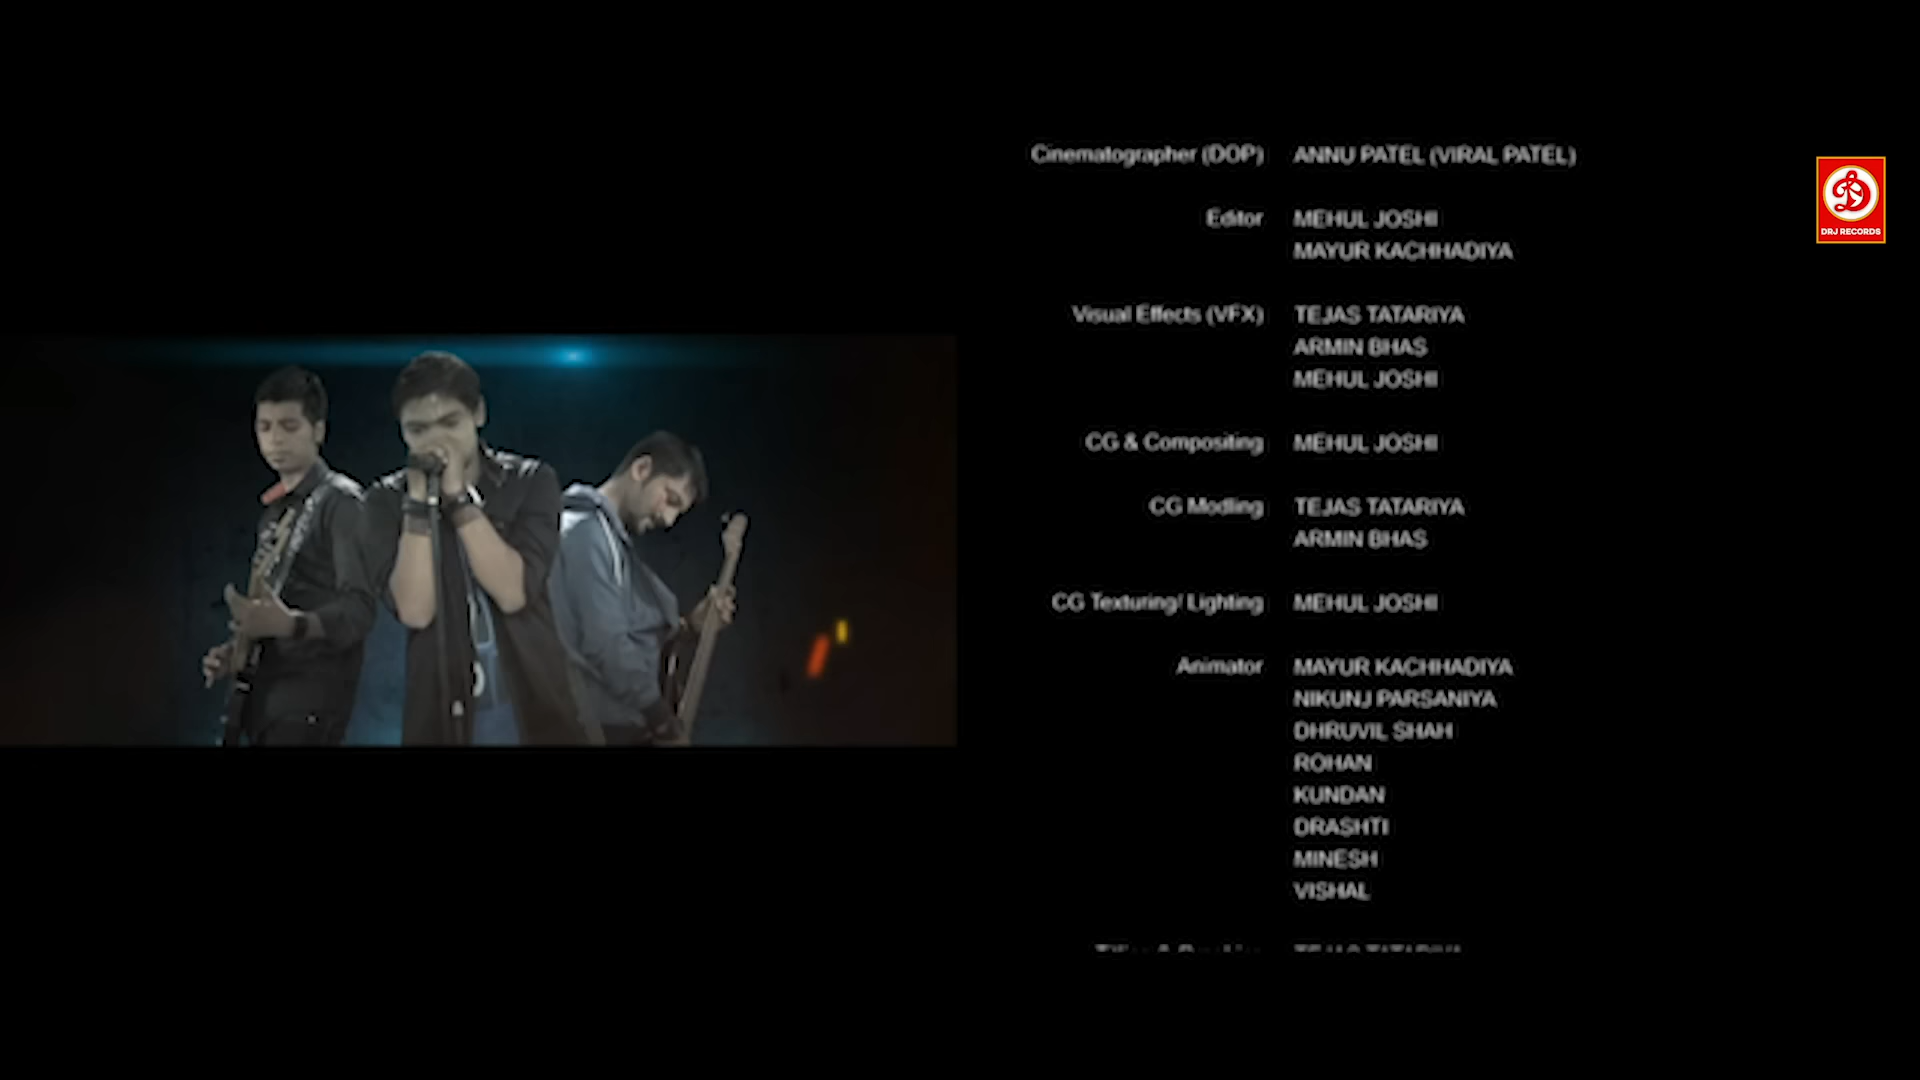 Cinematographer (DOP) ANNU PATEL (VIRAL PATEL)
Editor MEHUL JOSHI
MAYUR KACHHADIYA
Visual Effects (VFX) TEJAS TATARIYA
ARMIN BHAS
MEHUL JOSHI
CG & Compositing MEHUL JOSHI
CG Modling TEJAS TATARIYA
ARMIN BHAS
CG Texturing/ Lighting MEHUL JOSHI
Animator MAYUR KACHHADIYA
NIKUNJ PARSANIYA
DHRUVIL SHAH
ROHAN
KUNDAN
DRASHTI
MINESH
VISHAL
TEJAS TATARIYA
DRJ RECORDS